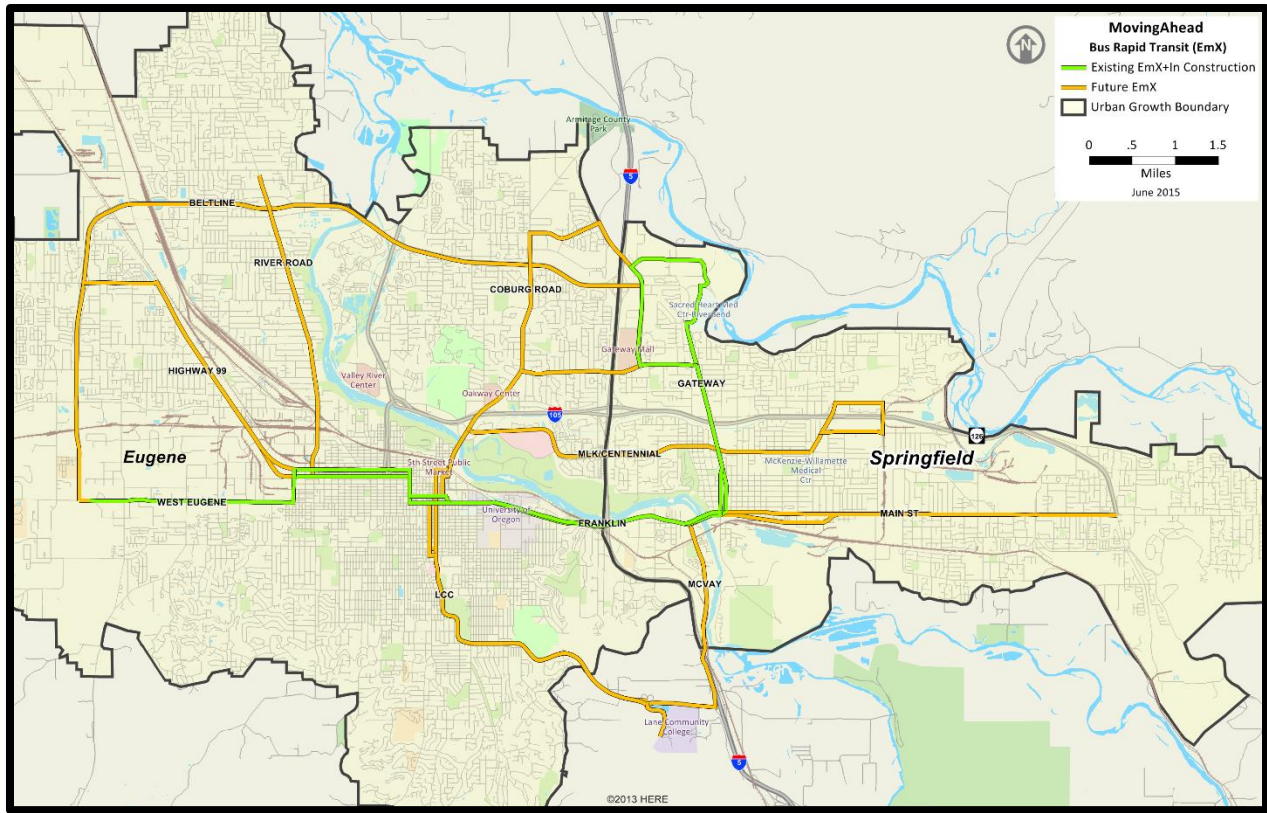 MovingAhead
Bus Rapid Transit (EmX)
Existing EmX+In Construction
Future EmX
Urban Growth Boundary
0 .5 1 1.5
Miles
June 2015
N
Armitage County
Park
5
BELTLINE
RIVER ROAD
COBURG ROAD
Sacred Heart Med
Ctr-Riverbend
Gateway Mall
HIGHWAY 99
Valley River
Center
GATEWAY
Oakway Center
105
126
Eugene
5th Street Public
Market
MLK/CENTENNIAL
McKenzie-Willamette
Medical
Ctr
Springfield
WEST EUGENE
University of
Oregon
FRANKLIN
MAIN ST
LCC
MCVAY
Lane Community
College
5
©2013 HERE